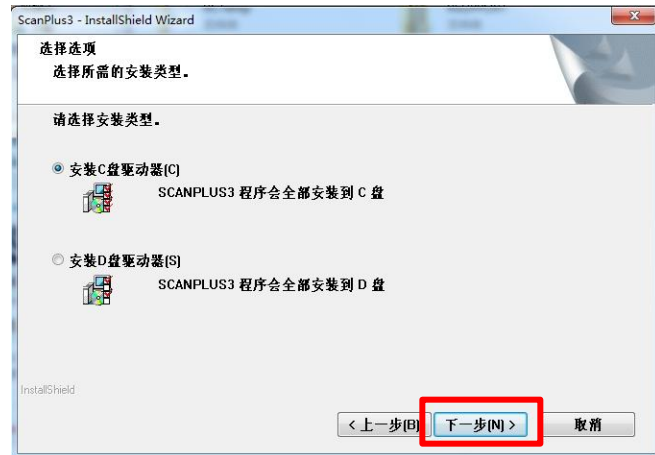 ScanPlus3 - InstallShield Wizard
选择选项
选择所需的安装类型。
请选择安装类型。
安装C盘驱动器(C)
SCANPLUS3 程序会全部安装到 C 盘
安装D盘驱动器(S)
SCANPLUS3 程序会全部安装到 D 盘
InstallShield
< 上一步(B) 下一步(N) > 取消